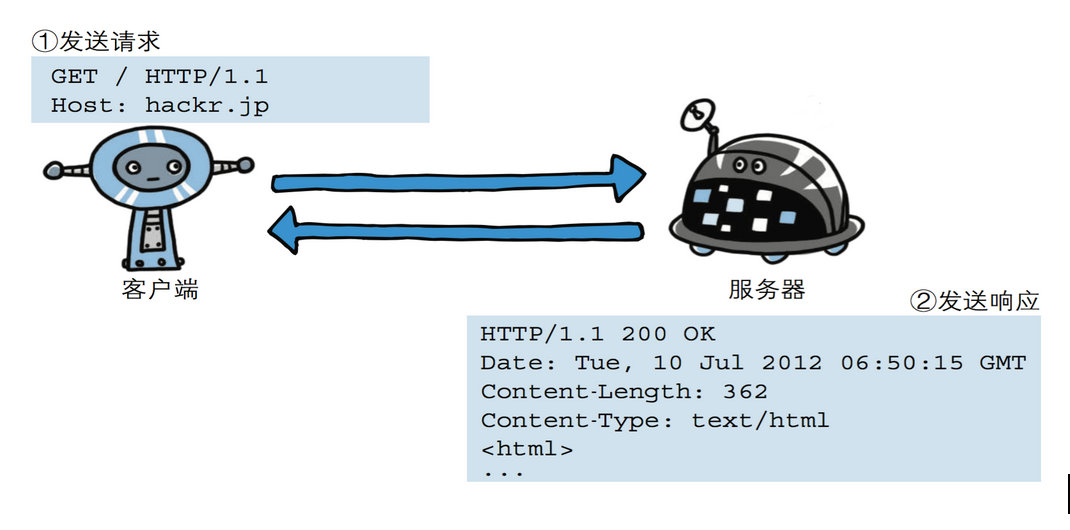 ①发送请求
GET / HTTP/1.1
Host: hackr.jp
客户端
服务器
②发送响应
HTTP/1.1 200 OK
Date: Tue, 10 Jul 2012 06:50:15 GMT
Content-Length: 362
Content-Type: text/html
<html>
...